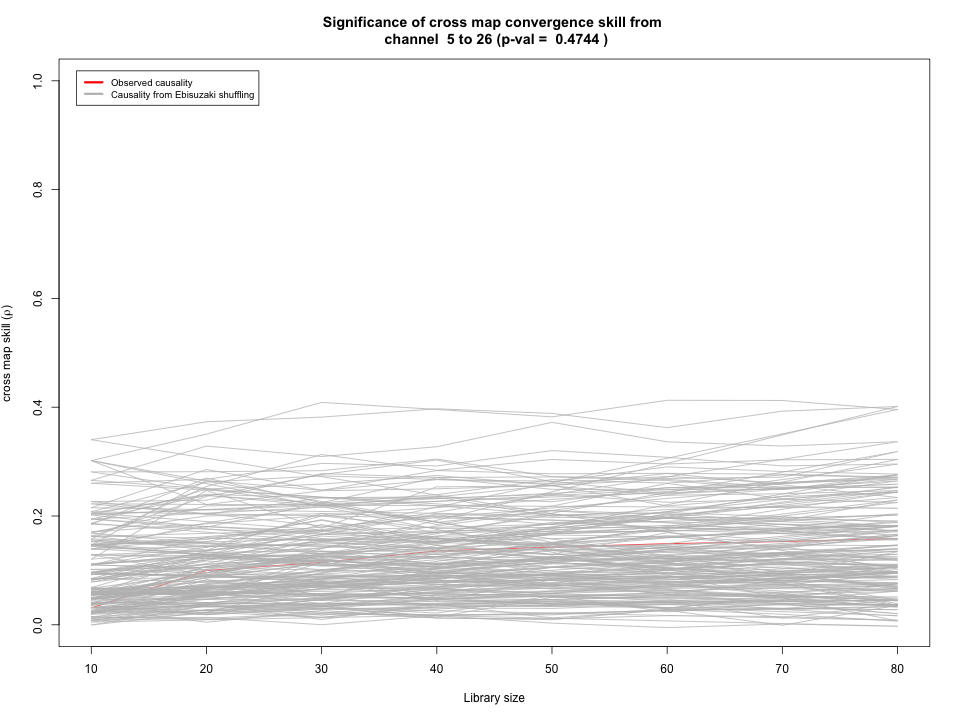 Significance of cross map convergence skill from
channel  5 to 26 (p-val =  0.4744 )
Observed causality
Causality from Ebisuzaki shuffling
cross map skill (ρ)
1.0
0.8
0.6
0.4
0.2
0.0
10 20 30 40 50 60 70 80
Library size